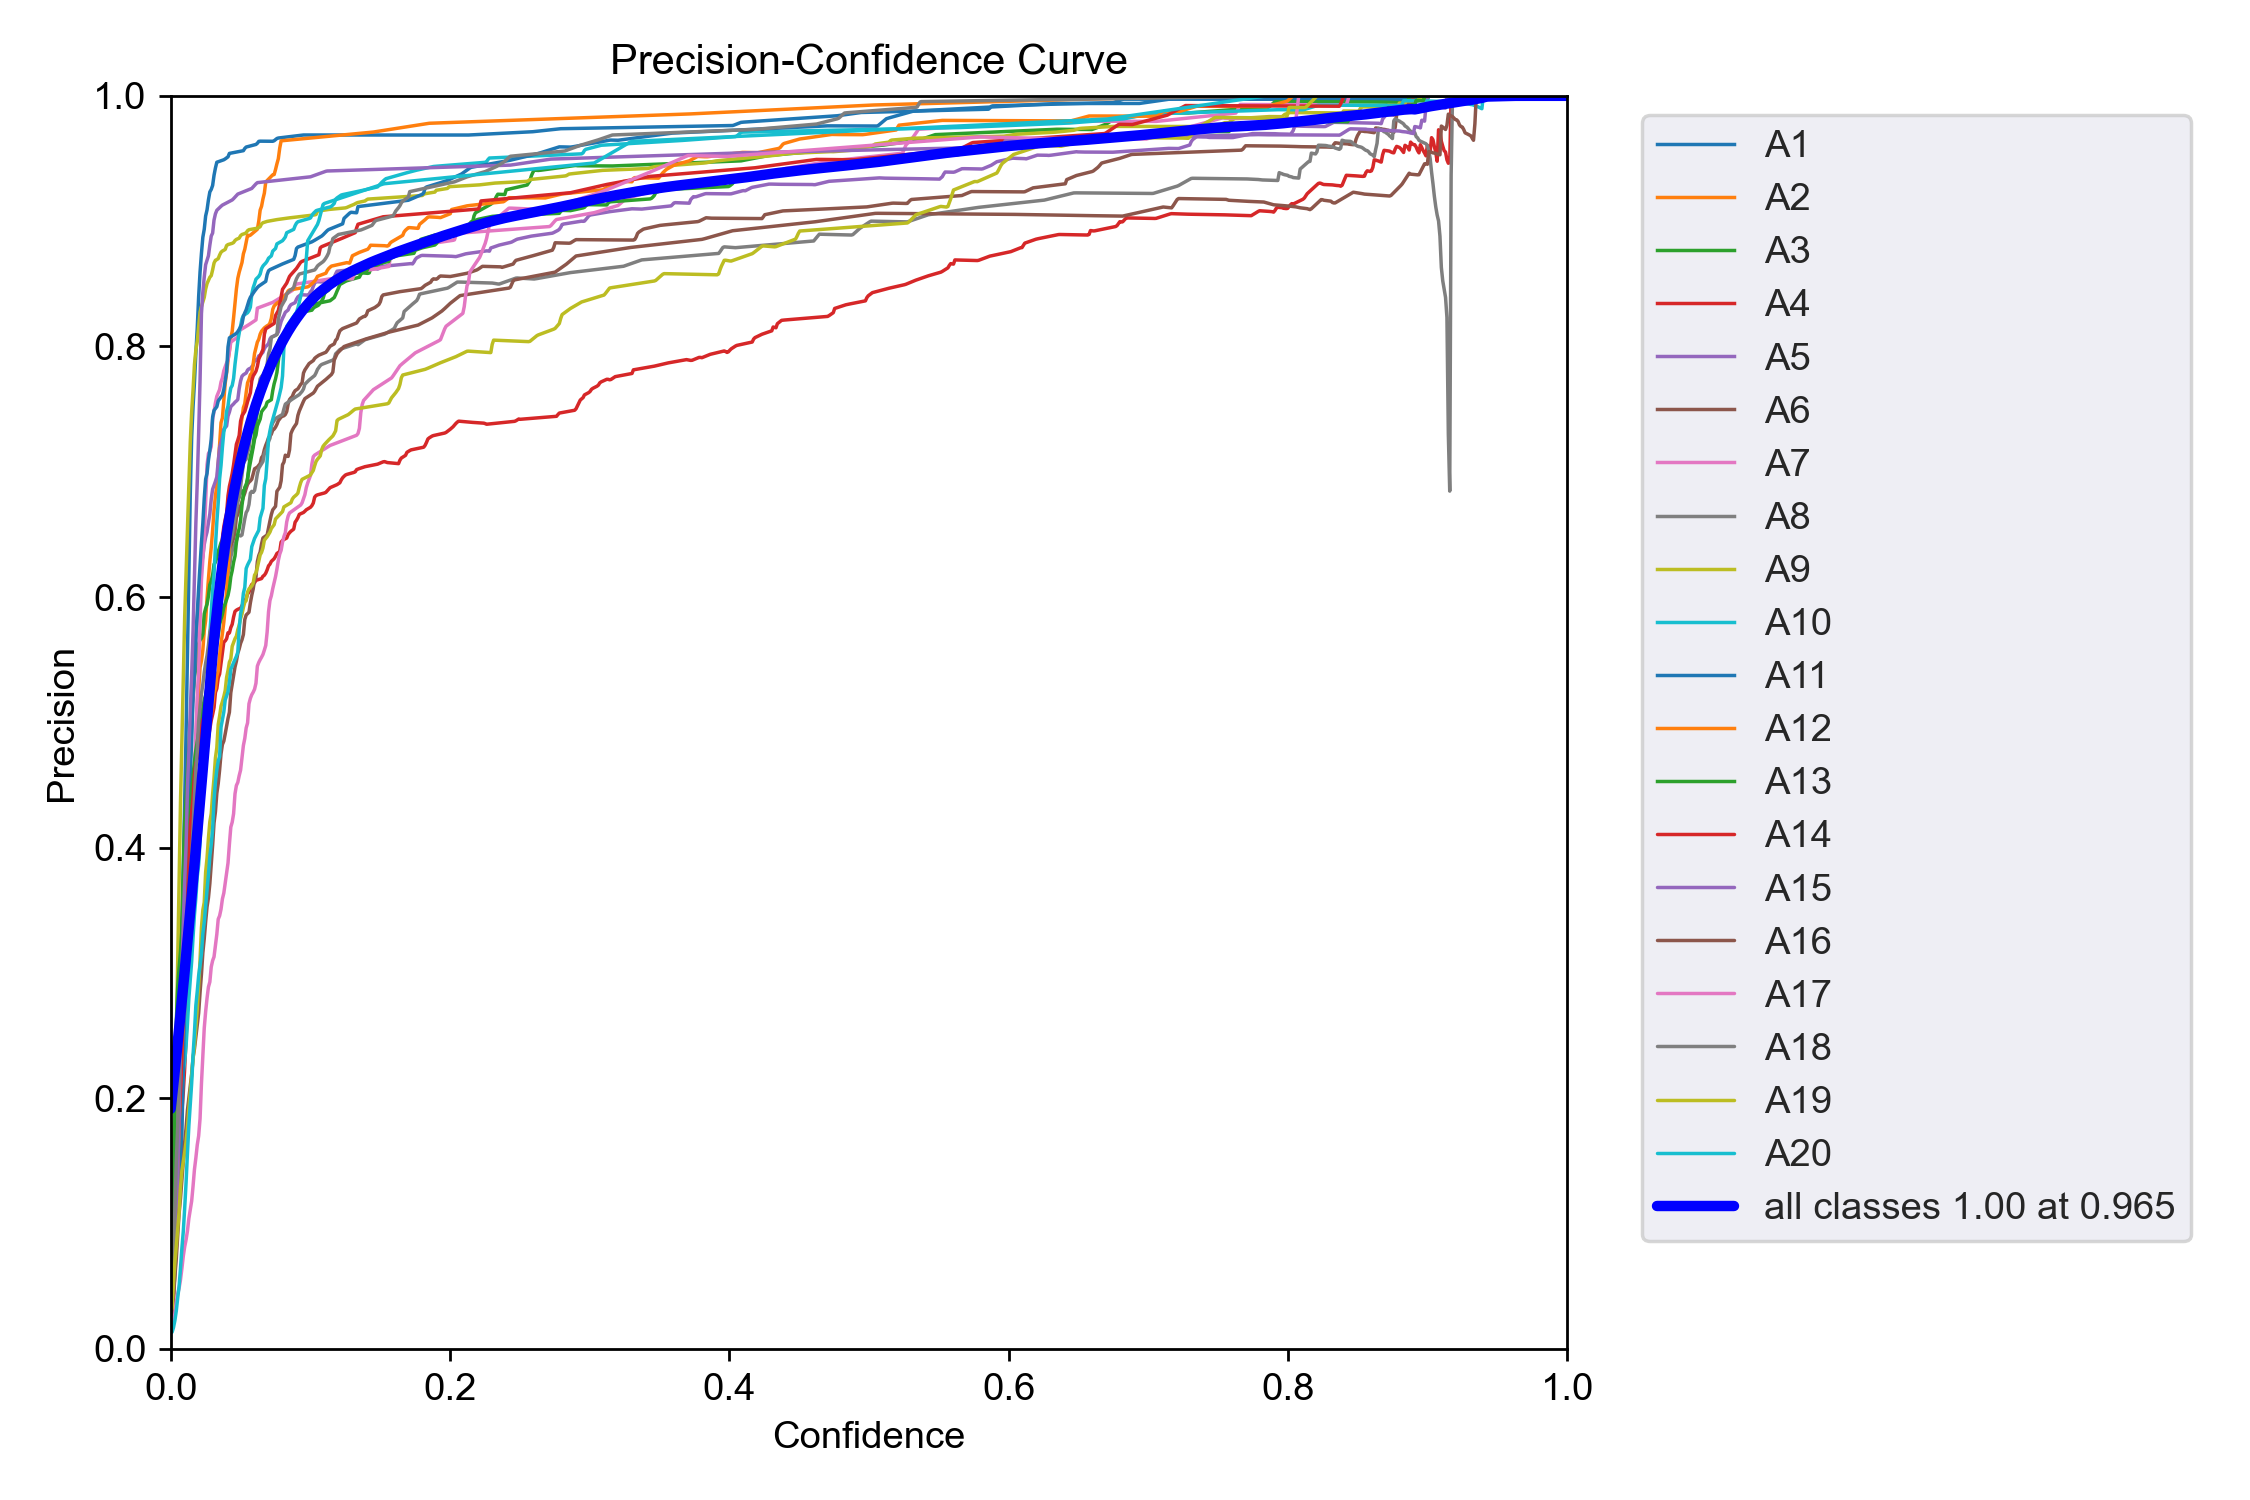 Precision-Confidence Curve
1.0
0.8
0.6
0.4
0.2
0.0
Precision
0.0 0.2 0.4 0.6 0.8 1.0
Confidence
A1
A2
A3
A4
A5
A6
A7
A8
A9
A10
A11
A12
A13
A14
A15
A16
A17
A18
A19
A20
all classes 1.00 at 0.965